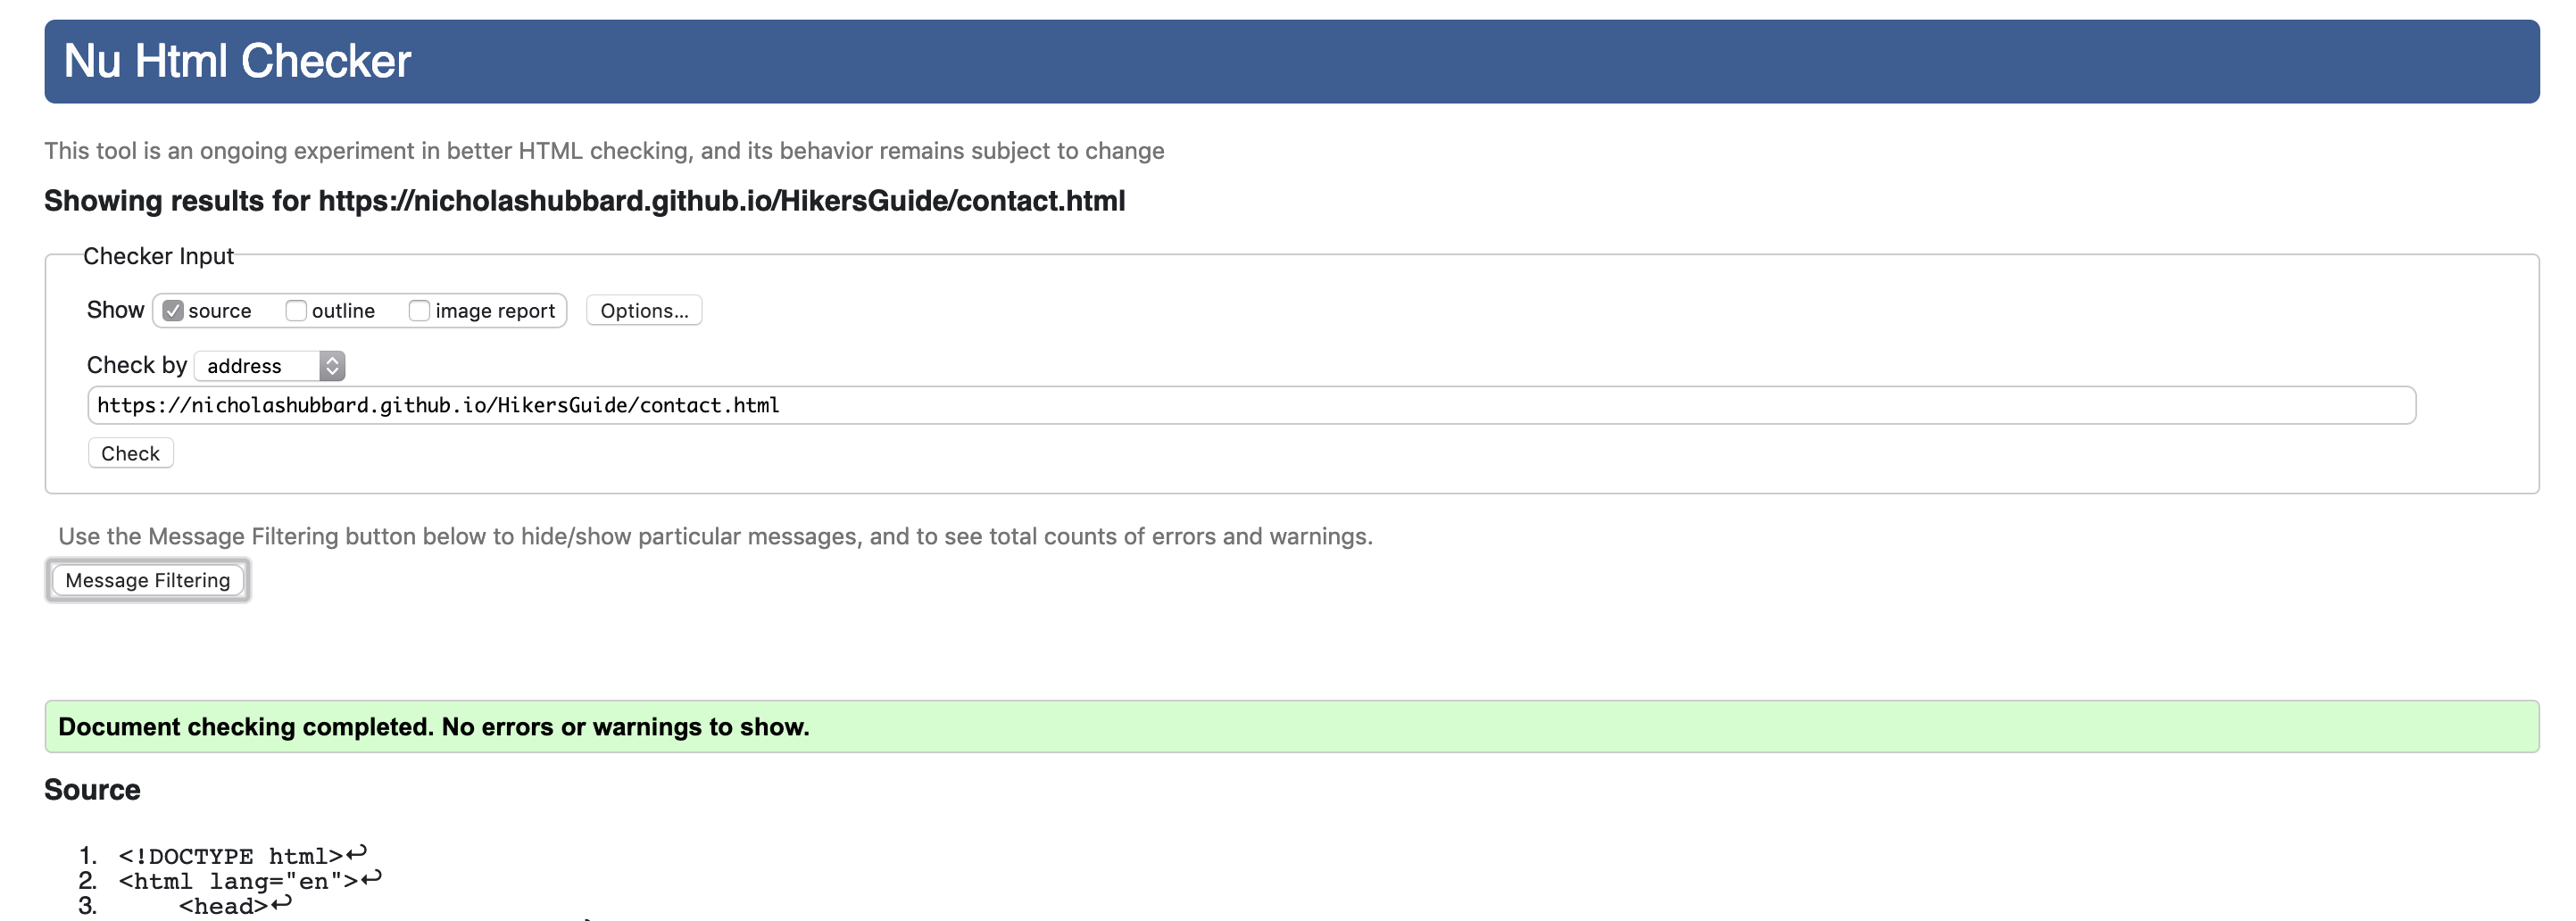 Nu Html Checker
This tool is an ongoing experiment in better HTML checking, and its behavior remains subject to change
Showing results for https://nicholashubbard.github.io/HikersGuide/contact.html
Checker Input
Show source outline image report Options...
Check by address
https://nicholashubbard.github.io/HikersGuide/contact.html
Check
Use the Message Filtering button below to hide/show particular messages, and to see total counts of errors and warnings.
Message Filtering
Document checking completed. No errors or warnings to show.
Source
1. <!DOCTYPE html>↩
2. <html lang="en">↩
3. <head>↩